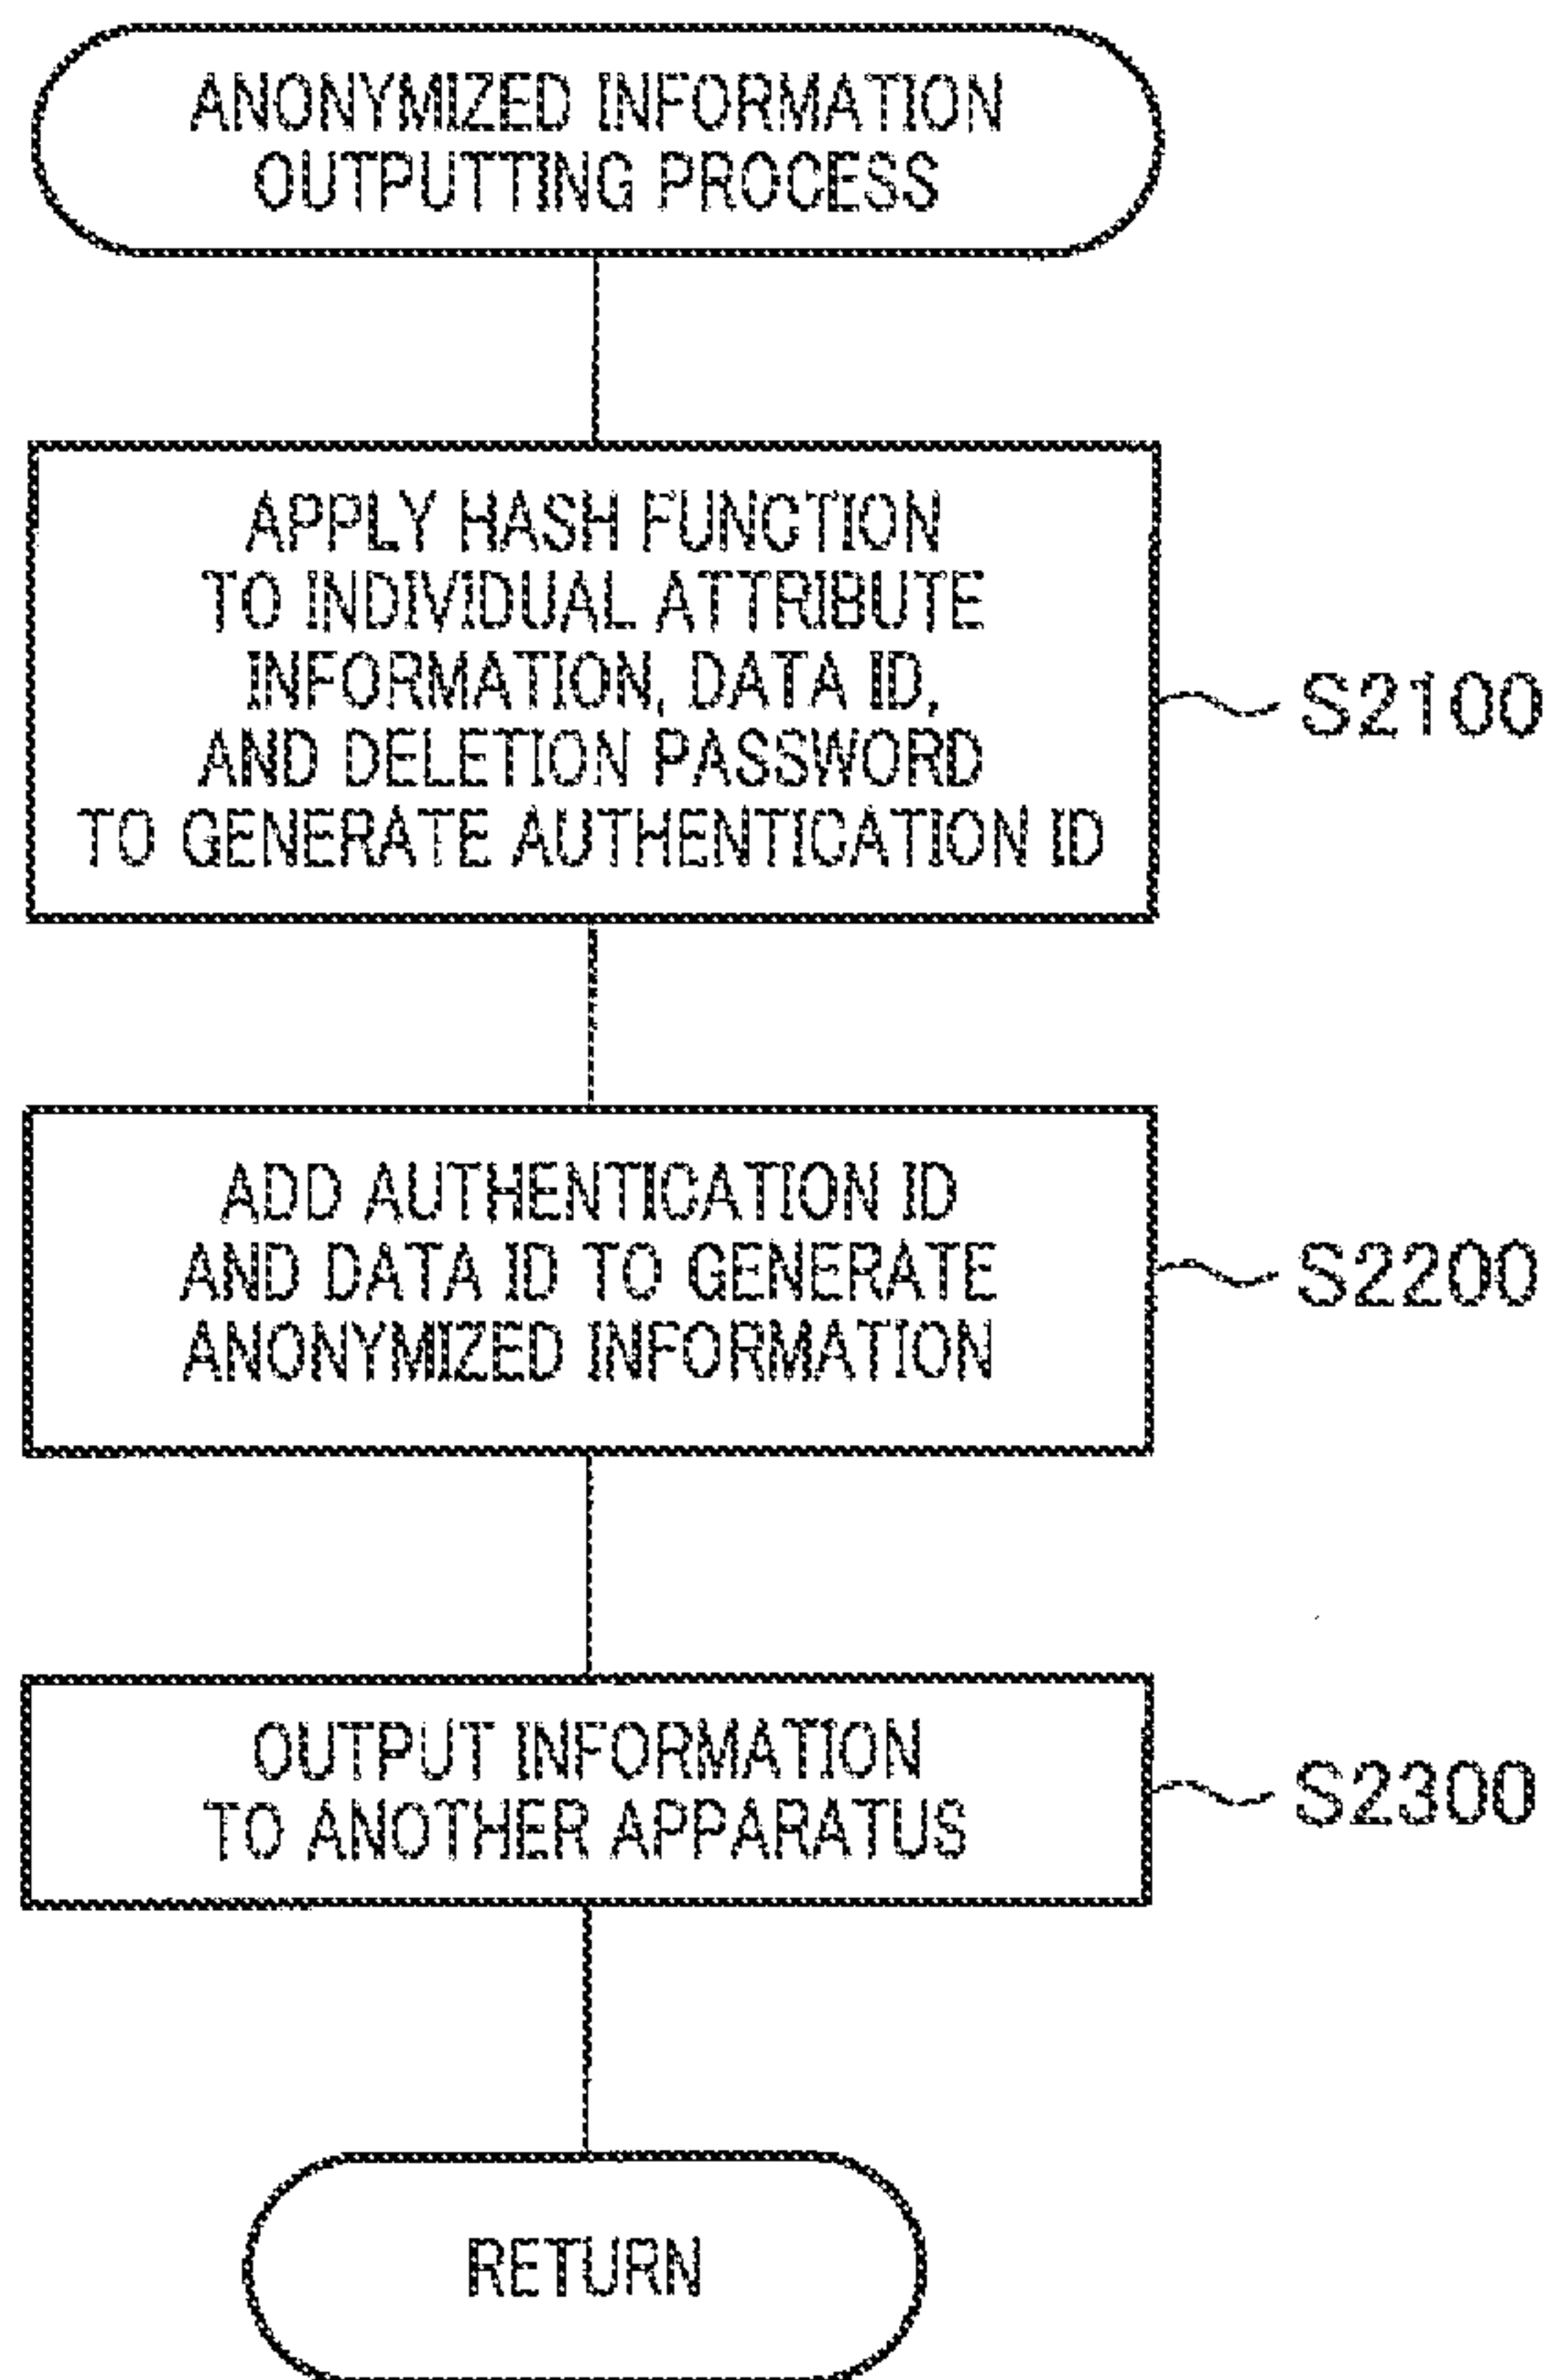 ANONYMIZED INFORMATION
OUTPUTTING PROCESS
APPLY HASH FUNCTION
TO INDIVIDUAL ATTRIBUTE
INFORMATION, DATA ID,
AND DELETION PASSWORD
TO GENERATE AUTHENTICATION ID
S2100
ADD AUTHENTICATION ID
AND DATA ID TO GENERATE
ANONYMIZED INFORMATION
S2200
OUTPUT INFORMATION
TO ANOTHER APPARATUS
S2300
RETURN